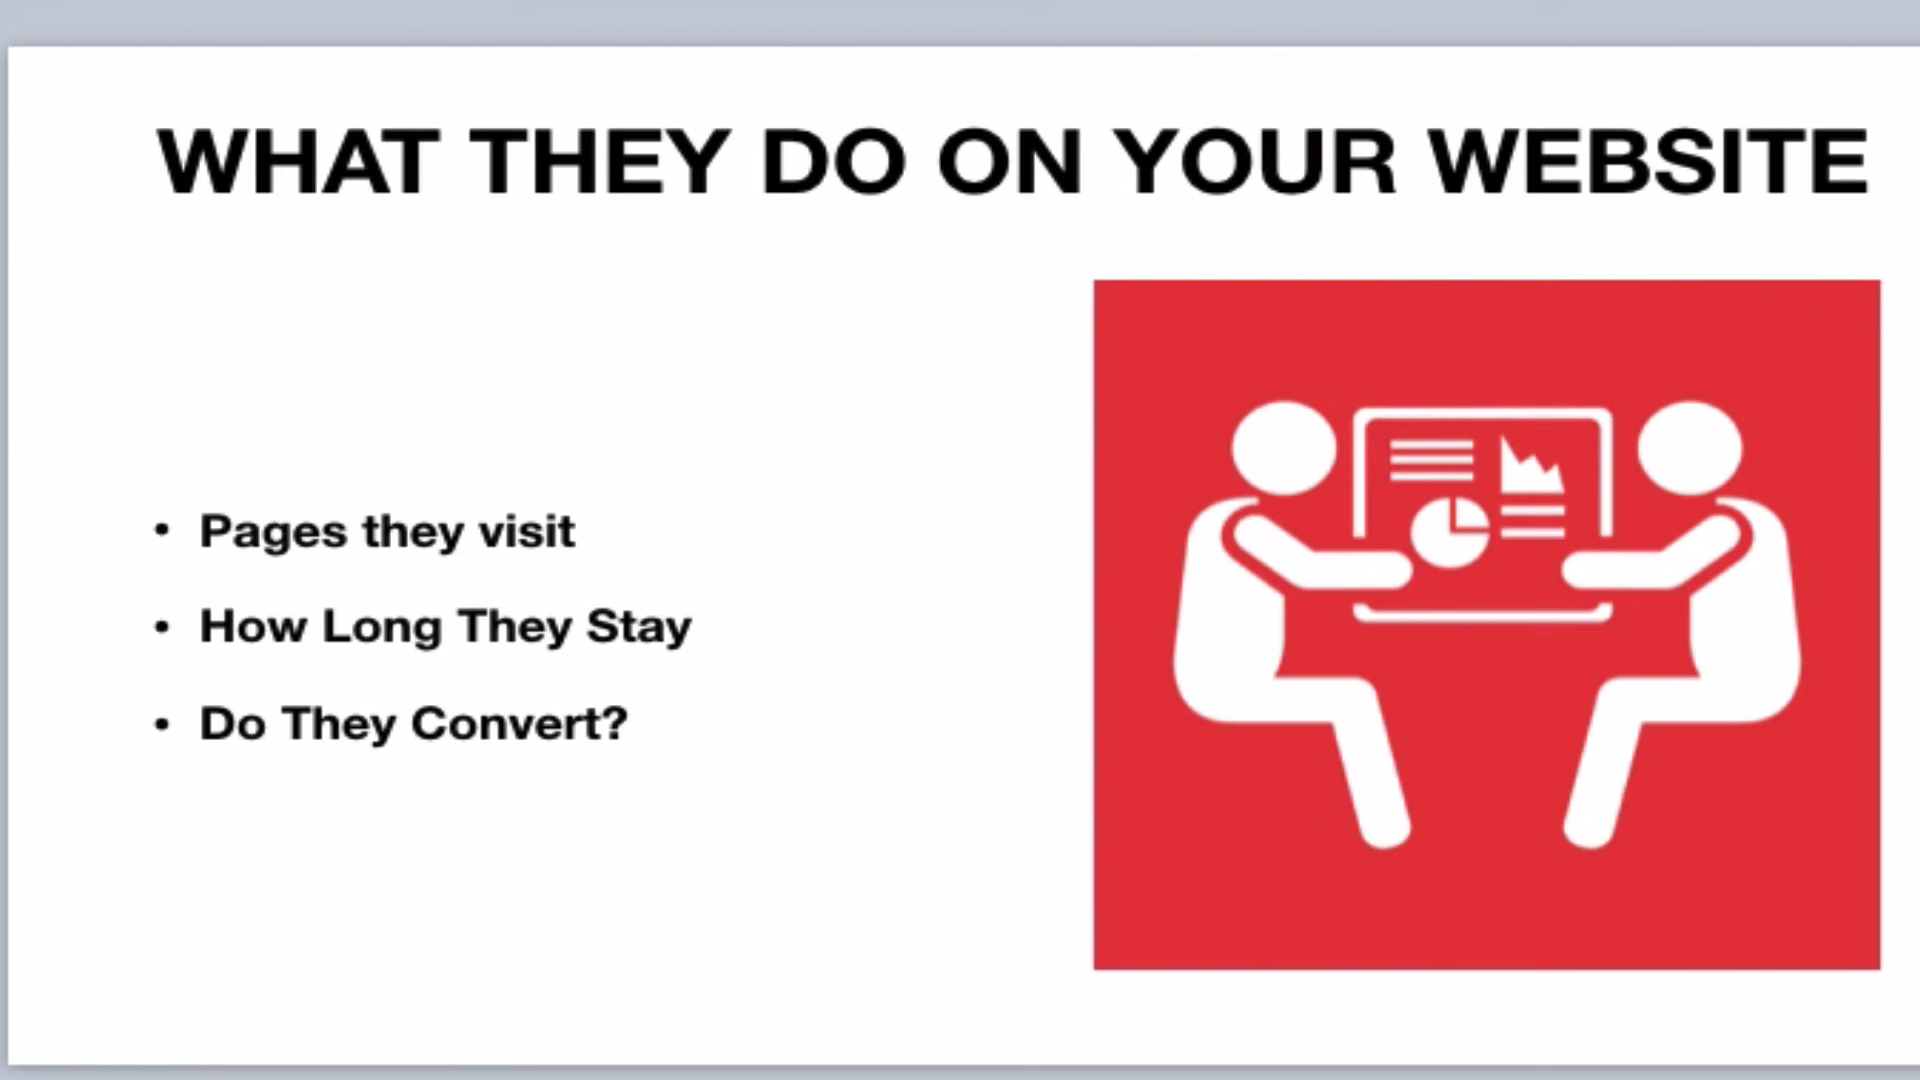 WHAT THEY DO ON YOUR WEBSITE
• Pages they visit
• How Long They Stay
• Do They Convert?